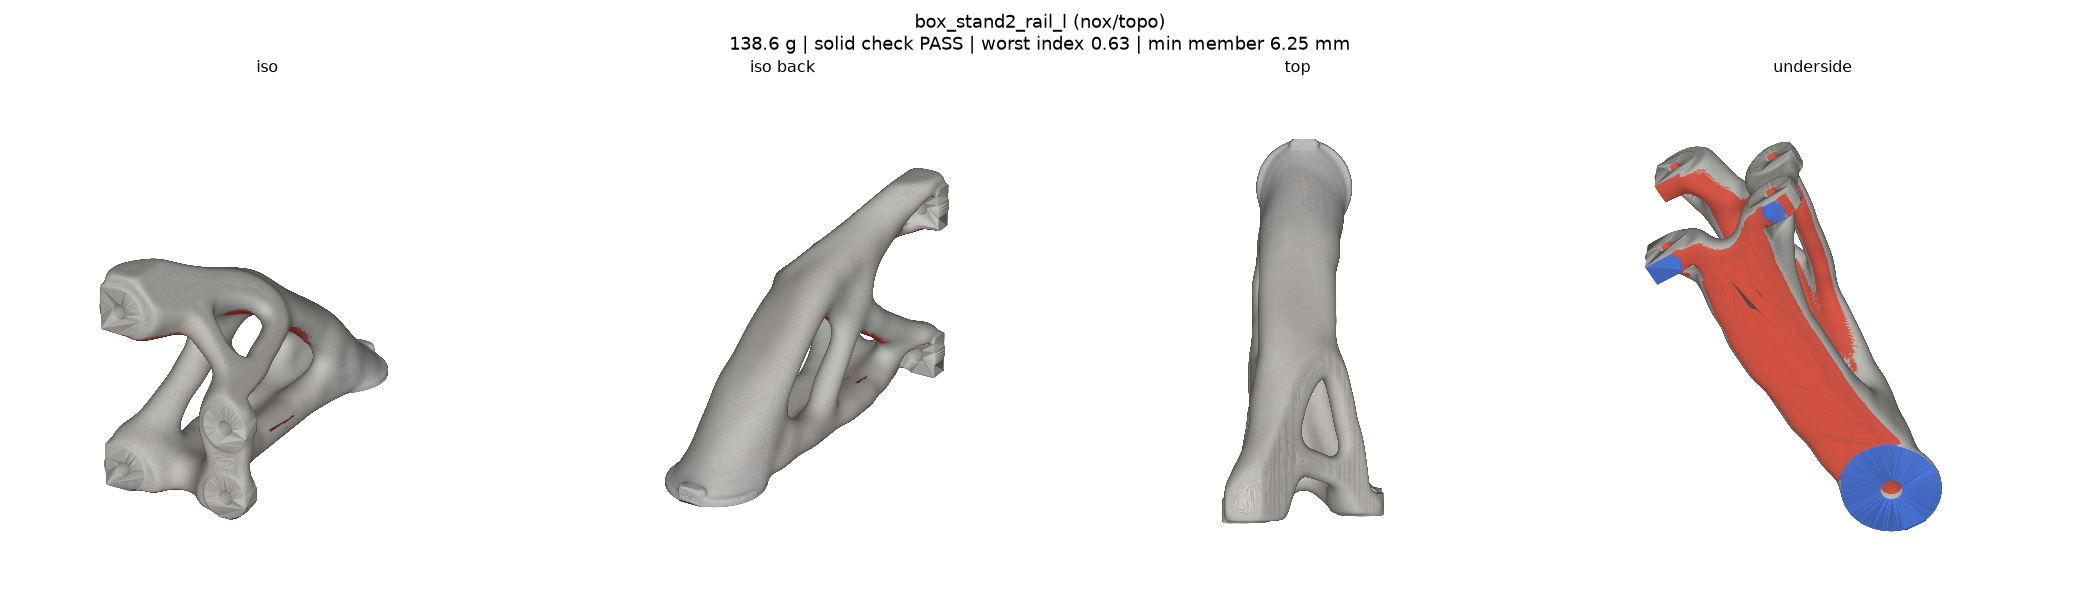 box_stand2_rail_l (nox/topo)
138.6 g | solid check PASS | worst index 0.63 | min member 6.25 mm
iso
iso back
top
underside